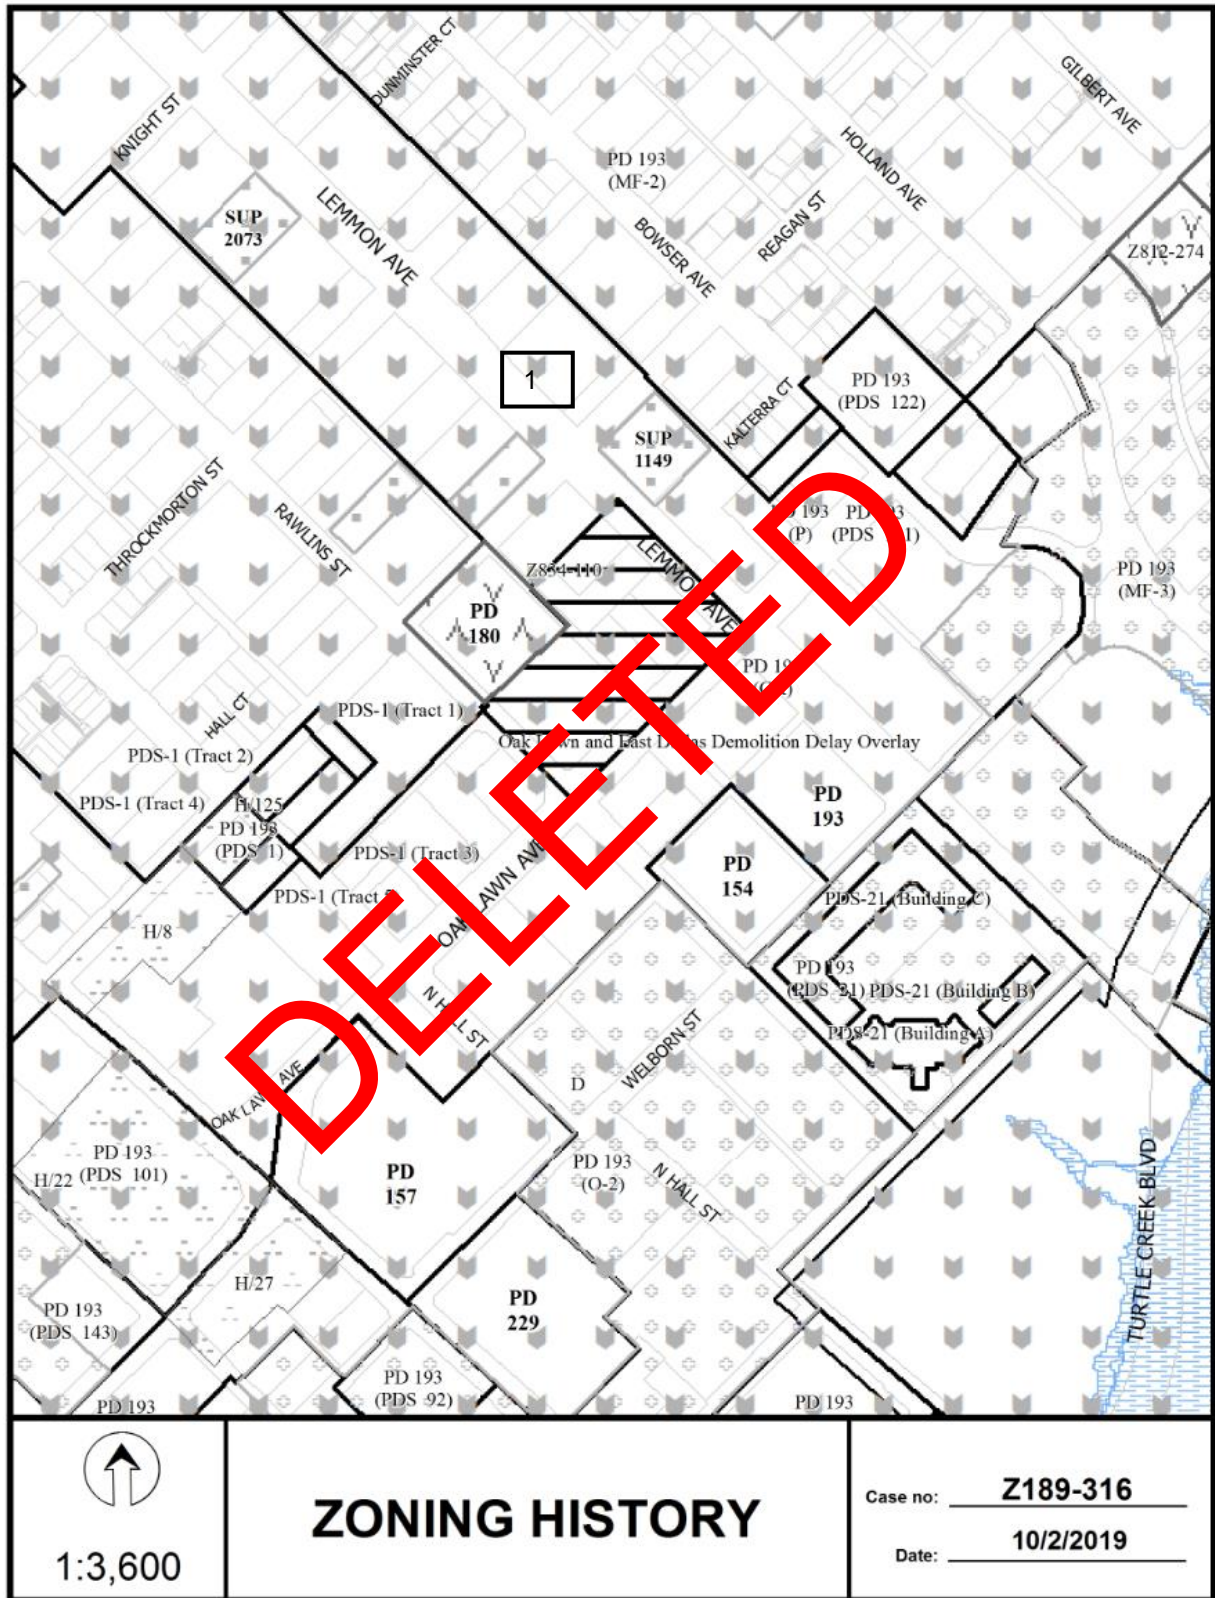 DUNMINSTER CT
GILBERT AVE
KNIGHT ST
HOLLAND AVE
PD 193
(MF-2)
SUP
2073
LEMMON AVE
REAGAN ST
BOWSER AVE
Z812-274
1
PD 193
(PDS 122)
KALTERRA CT
SUP
1149
THROCKMORTON ST
RAWLINS ST
193 PD
(P) (PDS
LEMMON AVE
Z834-110
PD 193
(MF-3)
PD
180
PD
HALL CT
PDS-1 (Tract 1)
Oak Lawn and East Dallas Demolition Delay Overlay
PDS-1 (Tract 2)
PDS-1 (Tract 4)
H/125
PD 193
(PDS 1)
PD
193
PDS-1 (Tract 3)
PD
154
PDS-1 (Tract
PDS-21 (Building C)
OAK LAWN AVE
H/8
PD 193
(PDS 21)
PDS-21 (Building B)
N HALL ST
PDS-21 (Building A)
WELBORN ST
D
OAK LAWN AVE
PD 193
(PDS 101)
H/22
PD
157
PD 193
(O-2)
N HALL ST
TURTLE CREEK BLVD
H/27
PD
229
PD 193
(PDS 143)
PD 193
(PDS 92)
PD 193
PD 193
DELETED
1:3,600
ZONING HISTORY
Case no: Z189-316
Date: 10/2/2019